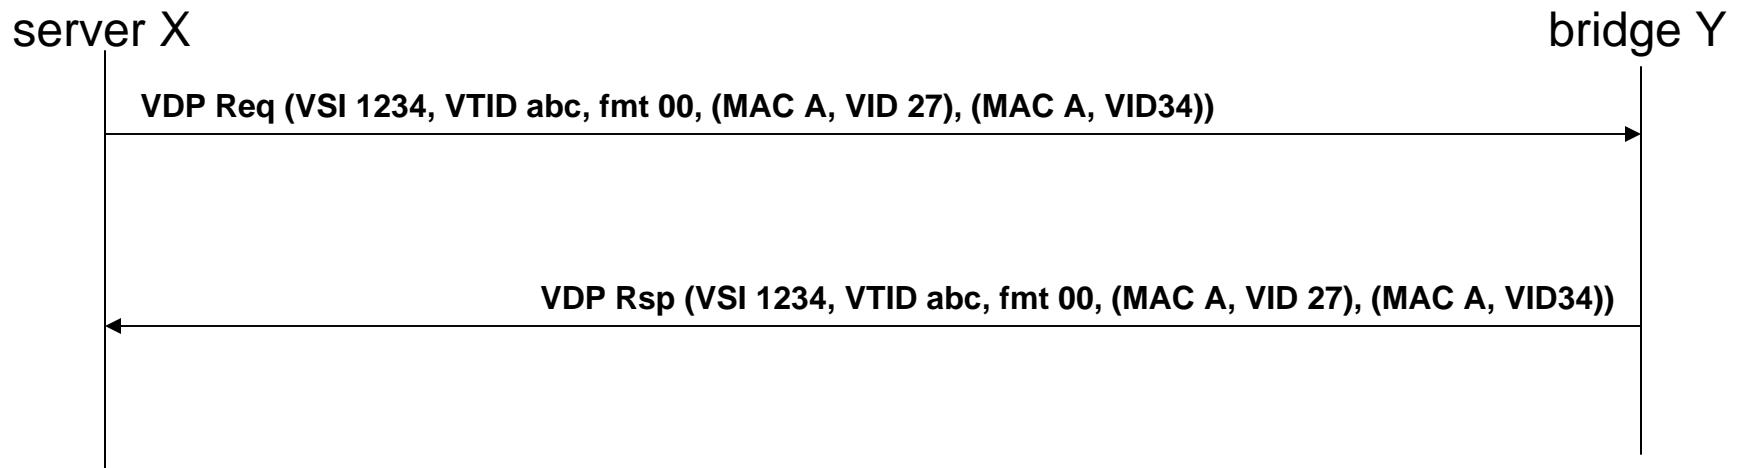 server X
bridge Y
VDP Req (VSI 1234, VTID abc, fmt 00, (MAC A, VID 27), (MAC A, VID34))
VDP Rsp (VSI 1234, VTID abc, fmt 00, (MAC A, VID 27), (MAC A, VID34))